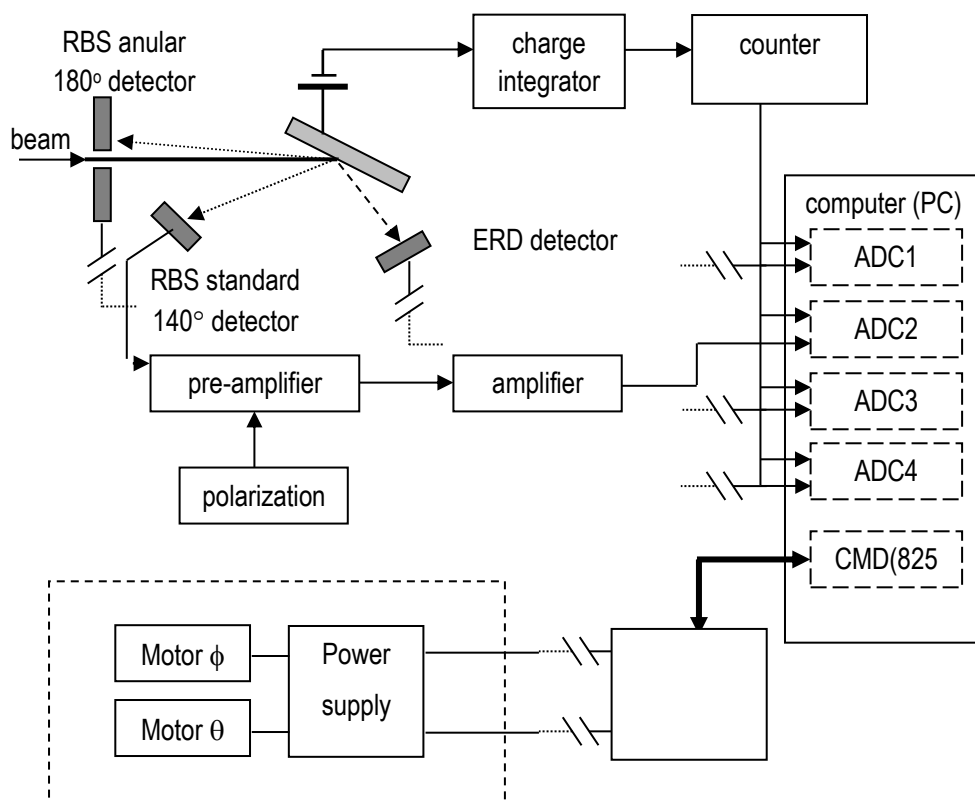 RBS anular
180º detector
beam
charge
integrator
counter
computer (PC)
ERD detector
RBS standard
140° detector
ADC1
ADC2
ADC3
ADC4
CMD(825
pre-amplifier
amplifier
polarization
Motor ϕ
Motor θ
Power
supply